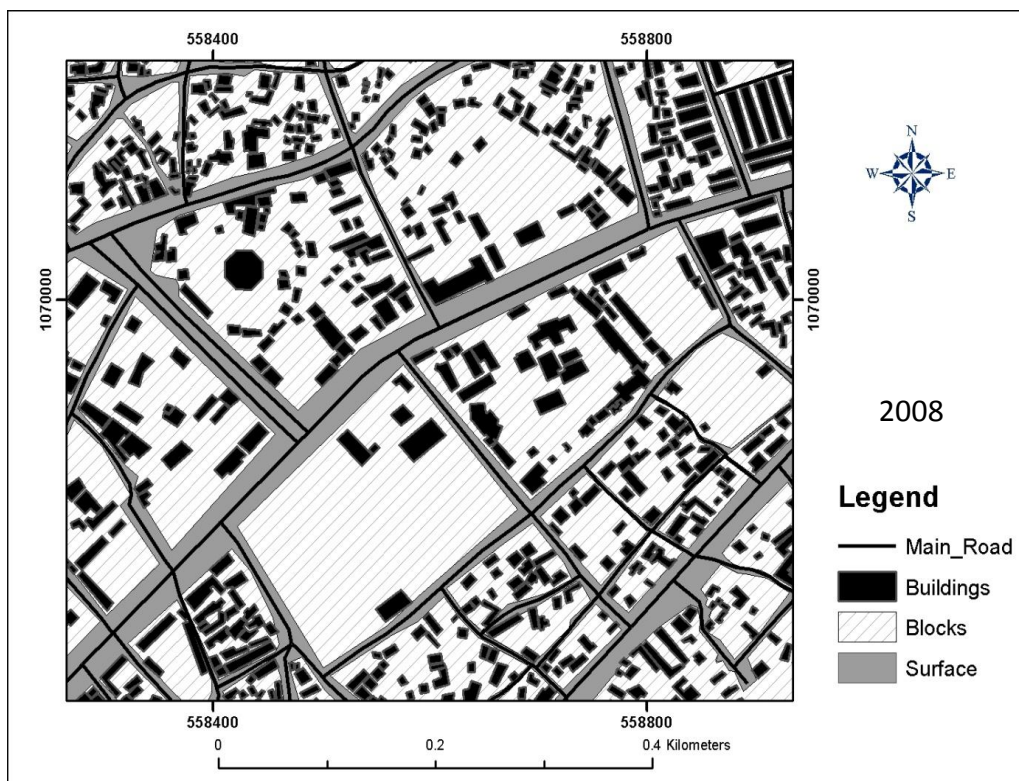 558400
558800
N
W
E
S
1070000
1070000
2008
Legend
Main_Road
Buildings
Blocks
Surface
558400
558800
0
0.2
0.4 Kilometers